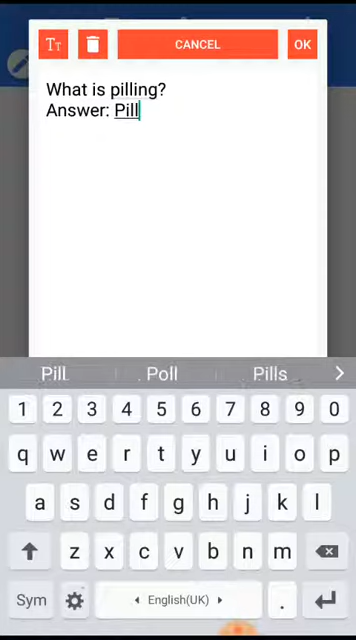 TT
CANCEL
OK
What is pilling?
Answer: Pill
Pill
Poll
Pills
1 2 3 4 5 6 7 8 9 0
q w e r t y u i o p
a s d f g h j k l
z x c v b n m
Sym
English(UK)
.